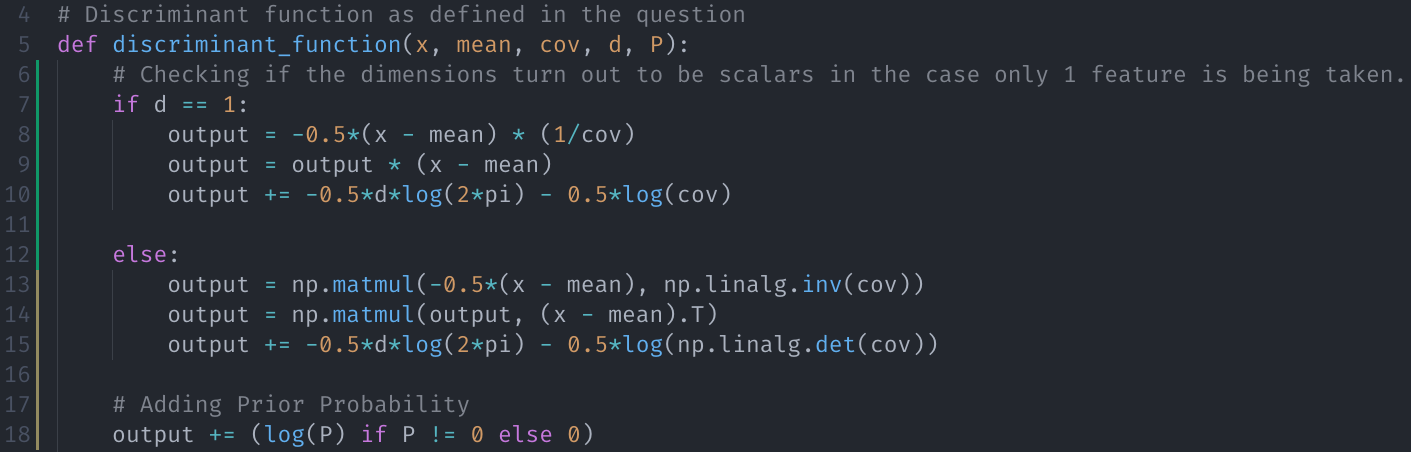 4 # Discriminant function as defined in the question
5 def discriminant_function(x, mean, cov, d, P):
6     # Checking if the dimensions turn out to be scalars in the case only 1 feature is being taken.
7     if d == 1:
8         output = -0.5*(x - mean) * (1/cov)
9         output = output * (x - mean)
10         output += -0.5*d*log(2*pi) - 0.5*log(cov)
11
12     else:
13         output = np.matmul(-0.5*(x - mean), np.linalg.inv(cov))
14         output = np.matmul(output, (x - mean).T)
15         output += -0.5*d*log(2*pi) - 0.5*log(np.linalg.det(cov))
16
17     # Adding Prior Probability
18     output += (log(P) if P != 0 else 0)